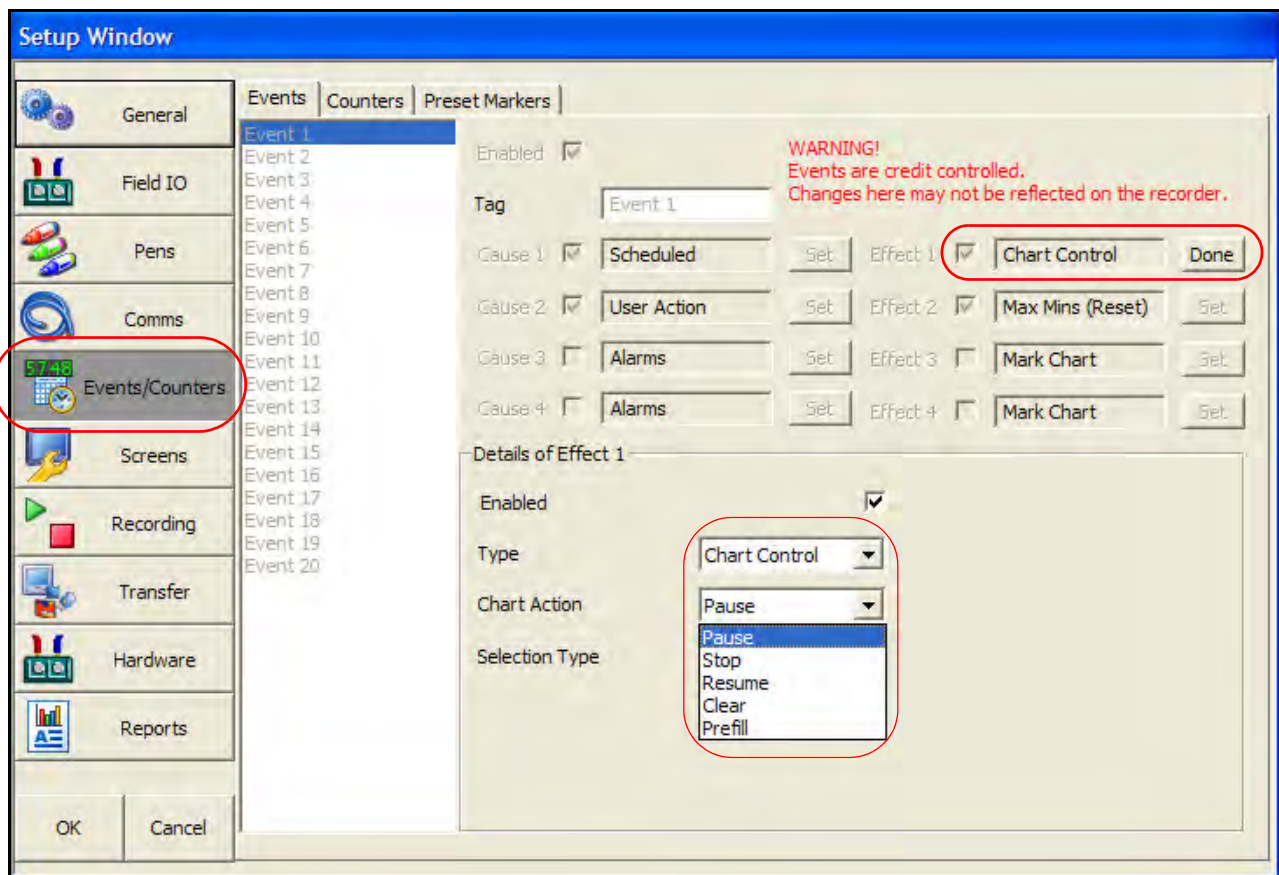 Setup Window
General
Field IO
Pens
Comms
57:48
Events/Counters
Screens
Recording
Transfer
Hardware
Reports
OK Cancel
Events Counters Preset Markers
Event 1
Event 2
Event 3
Event 4
Event 5
Event 6
Event 7
Event 8
Event 9
Event 10
Event 11
Event 12
Event 13
Event 14
Event 15
Event 16
Event 17
Event 18
Event 19
Event 20
Enabled
WARNING!
Events are credit controlled.
Changes here may not be reflected on the recorder.
Tag Event 1
Cause 1 Scheduled Set Effect 1 Chart Control Done
Cause 2 User Action Set Effect 2 Max Mins (Reset) Set
Cause 3 Alarms Set Effect 3 Mark Chart Set
Cause 4 Alarms Set Effect 4 Mark Chart Set
Details of Effect 1
Enabled
Type Chart Control
Chart Action Pause
Selection Type
Pause
Stop
Resume
Clear
Prefill